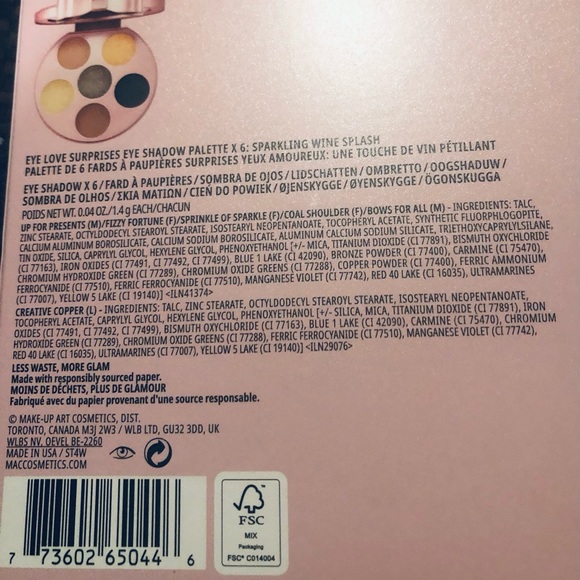 EYE LOVE SURPRISES EYE SHADOW PALETTE X 6: SPARKLING WINE SPLASH
PALETTE DE 6 FARDS À PAUPIÈRES SURPRISES YEUX AMOUREUX: UNE TOUCHE DE VIN PÉTILLANT
EYE SHADOW X 6/FARD À PAUPIÈRES/SOMBRA DE OJOS/LIDSCHATTEN/OMBRETTO/OOGSHADUW/
SOMBRA DE OLHOS/ΣΚΙΑ ΜΑΤΙΩΝ/CIEŃ DO POWIEK/ØJENSKYGGE/ØYENSKYGGE/ÖGONSKUGGA
POIDS NET WT. 0.04 OZ./1.4 g EACH/CHACUN
UP FOR PRESENTS (M)/FIZZY FORTUNE (F)/SPRINKLE OF SPARKLE (F)/COAL SHOULDER (F)/BOWS FOR ALL (M) - INGREDIENTS: TALC,
ZINC STEARATE, OCTYLDODECYL STEAROYL STEARATE, ISOSTEARYL NEOPENTANOATE, TOCOPHERYL ACETATE, SYNTHETIC FLUORPHLOGOPITE,
CALCIUM ALUMINUM BOROSILICATE, CALCIUM SODIUM BOROSILICATE, ALUMINUM CALCIUM SODIUM SILICATE, TRIETHOXYCAPRYLYLSILANE,
TIN OXIDE, SILICA, CAPRYLYL GLYCOL, HEXYLENE GLYCOL, PHENOXYETHANOL [+/- MICA, TITANIUM DIOXIDE (CI 77891), BISMUTH OXYCHLORIDE
(CI 77163), IRON OXIDES (CI 77491, CI 77492, CI 77499), BLUE 1 LAKE (CI 42090), BRONZE POWDER (CI 77400), CARMINE (CI 75470),
CHROMIUM HYDROXIDE GREEN (CI 77289), CHROMIUM OXIDE GREENS (CI 77288), COPPER POWDER (CI 77400), FERRIC AMMONIUM
FERROCYANIDE (CI 77510), FERRIC FERROCYANIDE (CI 77510), MANGANESE VIOLET (CI 77742), RED 40 LAKE (CI 16035), ULTRAMARINES
(CI 77007), YELLOW 5 LAKE (CI 19140)] <ILN41374>
CREATIVE COPPER (L) - INGREDIENTS: TALC, ZINC STEARATE, OCTYLDODECYL STEAROYL STEARATE, ISOSTEARYL NEOPENTANOATE,
TOCOPHERYL ACETATE, CAPRYLYL GLYCOL, HEXYLENE GLYCOL, PHENOXYETHANOL [+/- SILICA, MICA, TITANIUM DIOXIDE (CI 77891), IRON
OXIDES (CI 77491, CI 77492, CI 77499), BISMUTH OXYCHLORIDE (CI 77163), BLUE 1 LAKE (CI 42090), CARMINE (CI 75470), CHROMIUM
HYDROXIDE GREEN (CI 77289), CHROMIUM OXIDE GREENS (CI 77288), FERRIC FERROCYANIDE (CI 77510), MANGANESE VIOLET (CI 77742),
RED 40 LAKE (CI 16035), ULTRAMARINES (CI 77007), YELLOW 5 LAKE (CI 19140)] <ILN29076>
LESS WASTE, MORE GLAM
Made with responsibly sourced paper.
MOINS DE DÉCHETS, PLUS DE GLAMOUR
Fabriqué avec du papier provenant d'une source responsable.
© MAKE-UP ART COSMETICS, DIST.
TORONTO, CANADA M3J 2W3 / WLB LTD, GU32 3DD, UK
WLBS NV, OEVEL BE-2260
MADE IN USA / ST4W
MACCOSMETICS.COM
7 73602 65044 6
FSC
MIX
Packaging
FSC® C014004